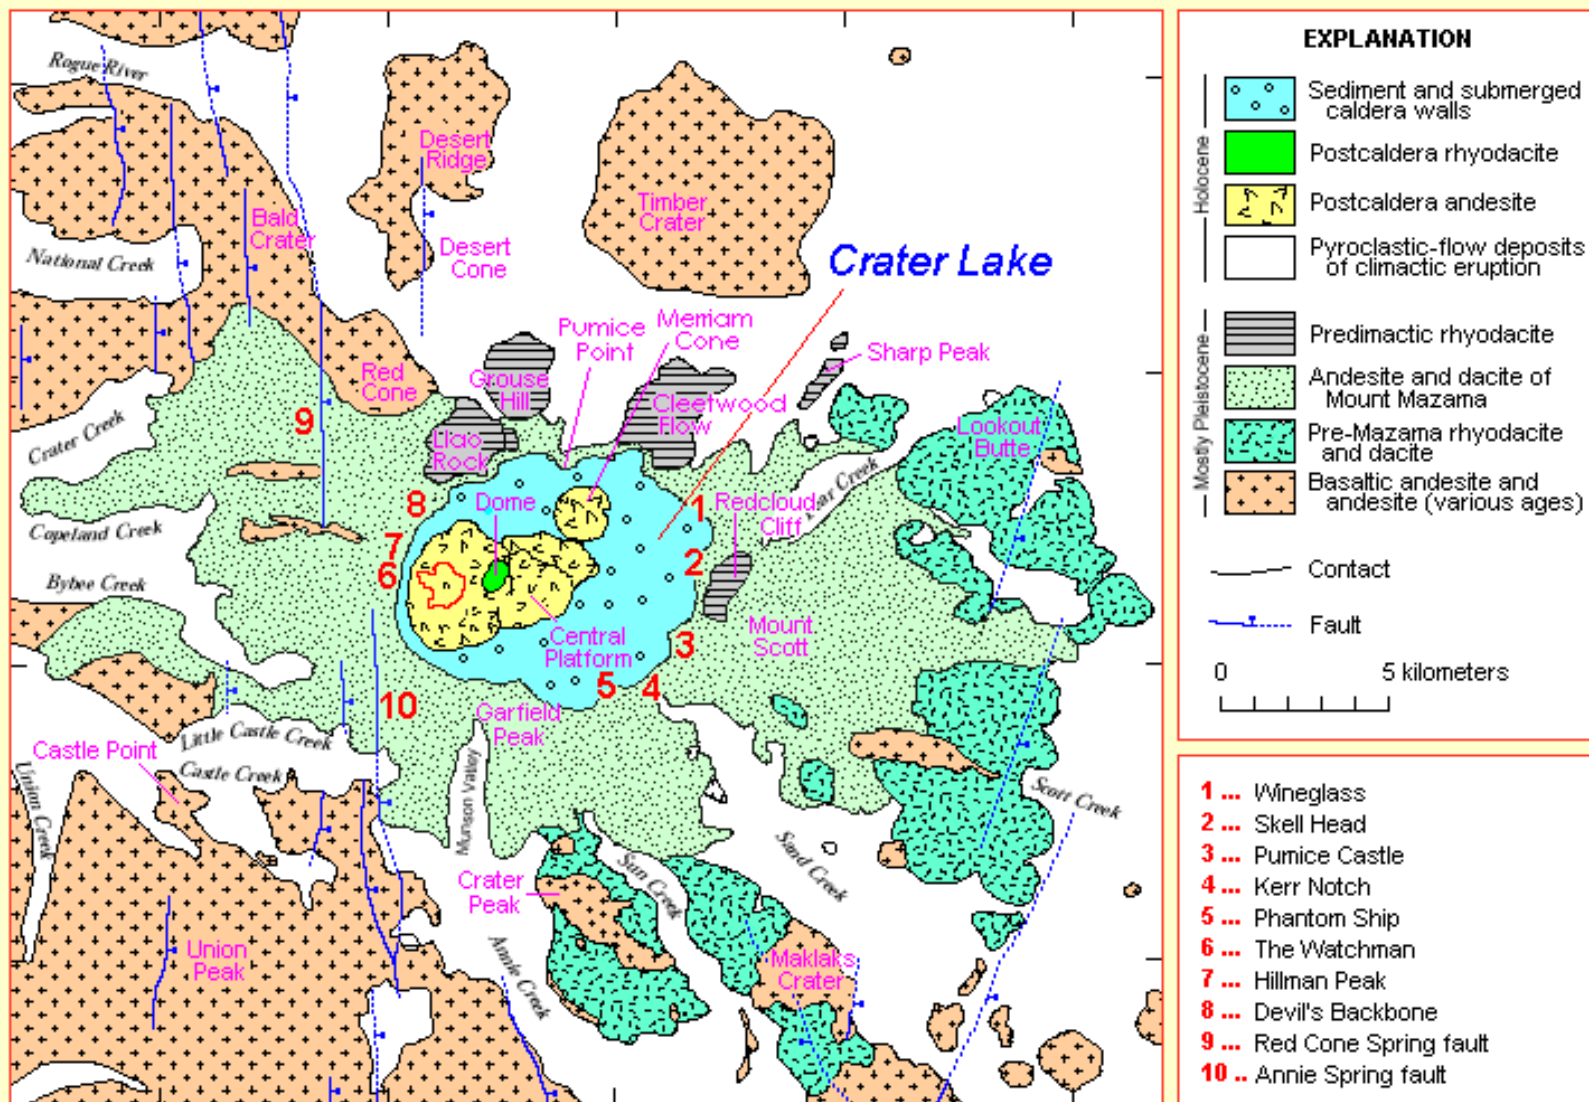 Rogue River
Desert
Ridge
Timber
Crater
Bald
Crater
National Creek
Desert
Cone
Crater Lake
Pumice
Point
Merriam
Cone
Sharp Peak
Red
Cone
Grouse
Hill
Cleetwood
Flow
Lookout
Butte
Crater Creek
9
Llao
Rock
8
Dome
1
Redcloud
Cliff
ar Creek
Copeland Creek
7
6
2
Bybee Creek
Central
Platform
3
Mount
Scott
5
4
10
Garfield
Peak
Little Castle Creek
Castle Point
Castle Creek
Union Creek
Munson Valley
Scott Creek
Sand Creek
Sun Creek
Crater
Peak
Annie Creek
Union
Peak
Maklaks
Crater
EXPLANATION
Holocene
Sediment and submerged
caldera walls
Postcaldera rhyodacite
Postcaldera andesite
Pyroclastic-flow deposits
of climactic eruption
Mostly Pleistocene
Predimactic rhyodacite
Andesite and dacite of
Mount Mazama
Pre-Mazama rhyodacite
and dacite
Basaltic andesite and
andesite (various ages)
Contact
Fault
0 5 kilometers
1 ... Wineglass
2 ... Skell Head
3 ... Pumice Castle
4 ... Kerr Notch
5 ... Phantom Ship
6 ... The Watchman
7 ... Hillman Peak
8 ... Devil's Backbone
9 ... Red Cone Spring fault
10 .. Annie Spring fault